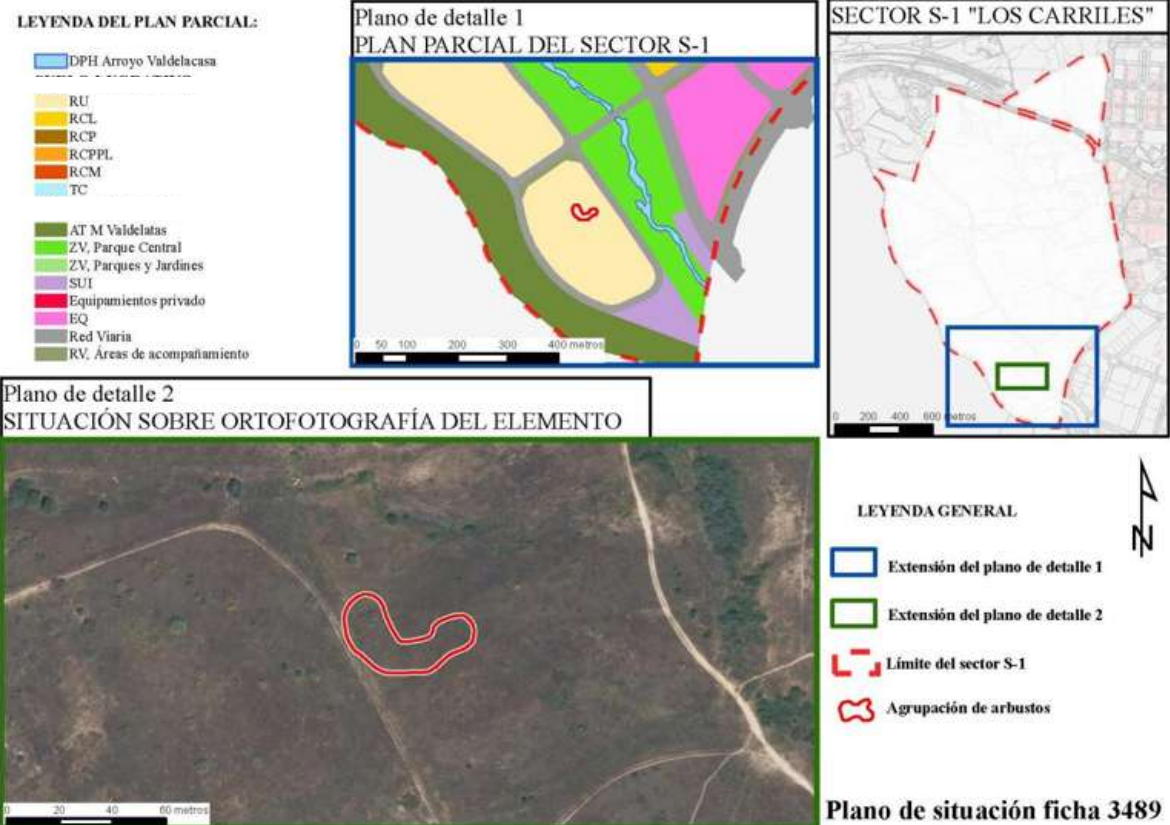 LEYENDA DEL PLAN PARCIAL:
DPH Arroyo Valdelacasa
RU
RCL
RCP
RCPPL
RCM
TC
AT M Valdelatas
ZV, Parque Central
ZV, Parques y Jardines
SUI
Equipamientos privado
EQ
Red Viaria
RV, Áreas de acompañamiento
Plano de detalle 1
PLAN PARCIAL DEL SECTOR S-1
0 50 100 200 300 400 metros
SECTOR S-1 "LOS CARRILES"
0 200 400 600 metros
Plano de detalle 2
SITUACIÓN SOBRE ORTOFOTOGRAFÍA DEL ELEMENTO
0 20 40 60 metros
N
LEYENDA GENERAL
Extensión del plano de detalle 1
Extensión del plano de detalle 2
Límite del sector S-1
Agrupación de arbustos
Plano de situación ficha 3489